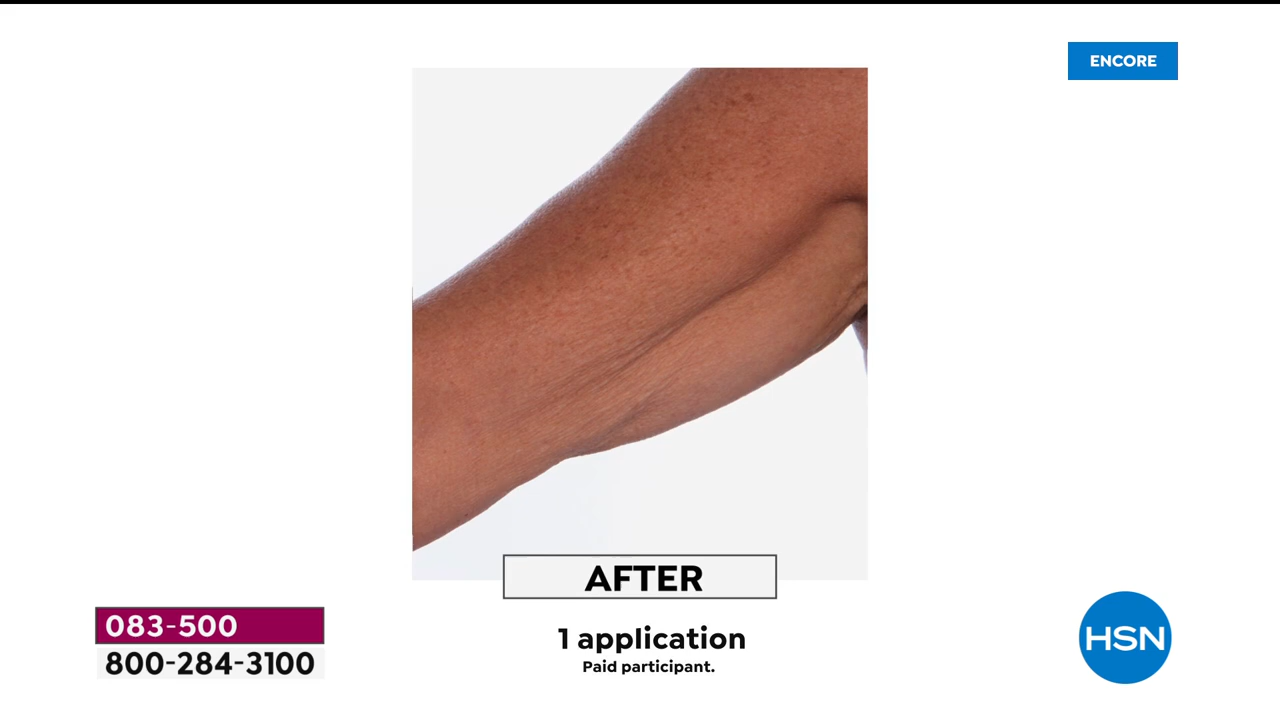 ENCORE
AFTER
083-500
800-284-3100
1 application
Paid participant.
HSN